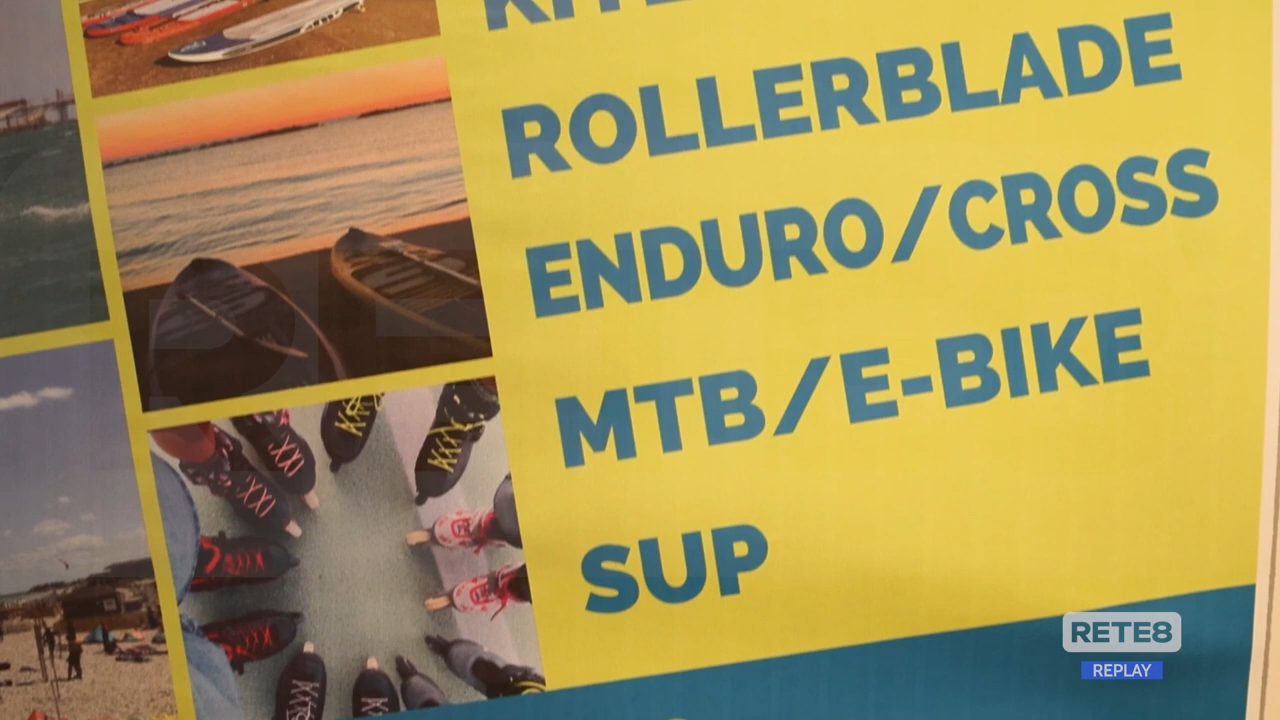 ROLLERBLADE
ENDURO/CROSS
MTB/E-BIKE
SUP
RETE8
REPLAY